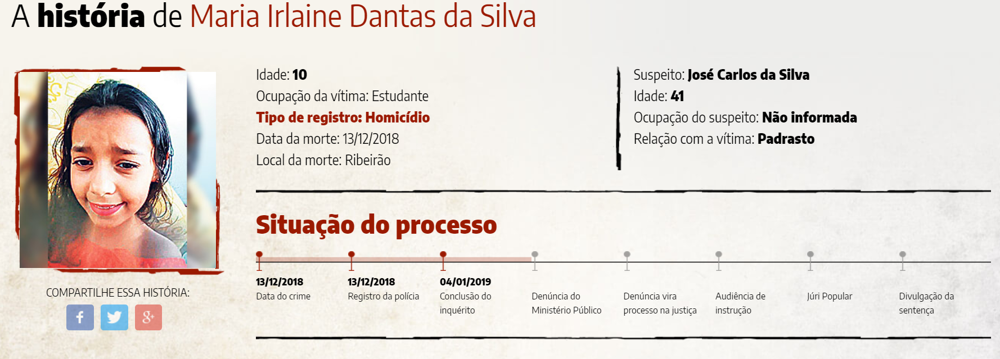 A história de Maria Irlaine Dantas da Silva
Idade: 10
Ocupação da vítima: Estudante
Tipo de registro: Homicídio
Data da morte: 13/12/2018
Local da morte: Ribeirão
Suspeito: José Carlos da Silva
Idade: 41
Ocupação do suspeito: Não informada
Relação com a vítima: Padrasto
Situação do processo
13/12/2018
Data do crime
13/12/2018
Registro da polícia
04/01/2019
Conclusão do
inquérito
Denúncia do
Ministério Público
Denúncia vira
processo na justiça
Audiência de
instrução
Júri Popular
Divulgação da
sentença
COMPARTILHE ESSA HISTÓRIA:
f
g+